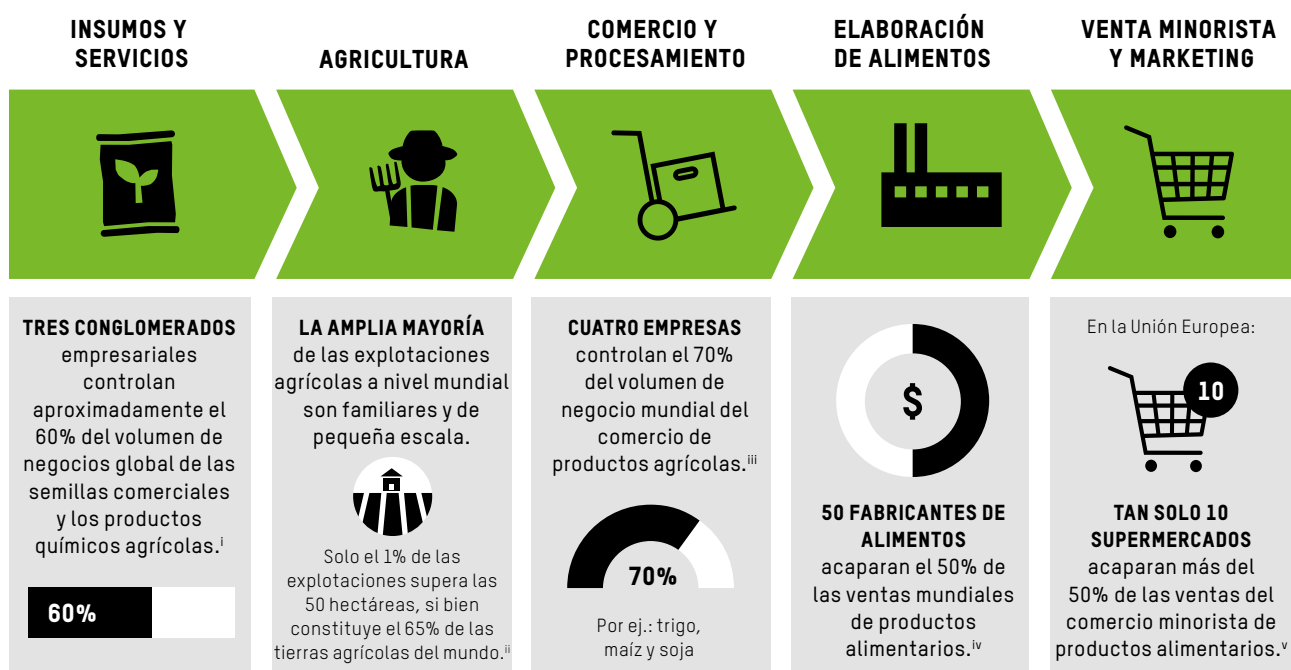 INSUMOS Y
SERVICIOS
AGRICULTURA
COMERCIO Y
PROCESAMIENTO
ELABORACIÓN
DE ALIMENTOS
VENTA MINORISTA
Y MARKETING
TRES CONGLOMERADOS
empresariales
controlan
aproximadamente el
60% del volumen de
negocios global de las
semillas comerciales
y los productos
químicos agrícolas.ⁱ
60%
LA AMPLIA MAYORÍA
de las explotaciones
agrícolas a nivel mundial
son familiares y de
pequeña escala.
Solo el 1% de las
explotaciones supera las
50 hectáreas, si bien
constituye el 65% de las
tierras agrícolas del mundo.ⁱⁱ
CUATRO EMPRESAS
controlan el 70%
del volumen de
negocio mundial del
comercio de
productos agrícolas.ⁱⁱⁱ
70%
Por ej.: trigo,
maíz y soja
$
50 FABRICANTES DE
ALIMENTOS
acaparan el 50% de
las ventas mundiales
de productos
alimentarios.ⁱᵛ
En la Unión Europea:
10
TAN SOLO 10
SUPERMERCADOS
acaparan más del
50% de las ventas del
comercio minorista de
productos alimentarios.ᵛ